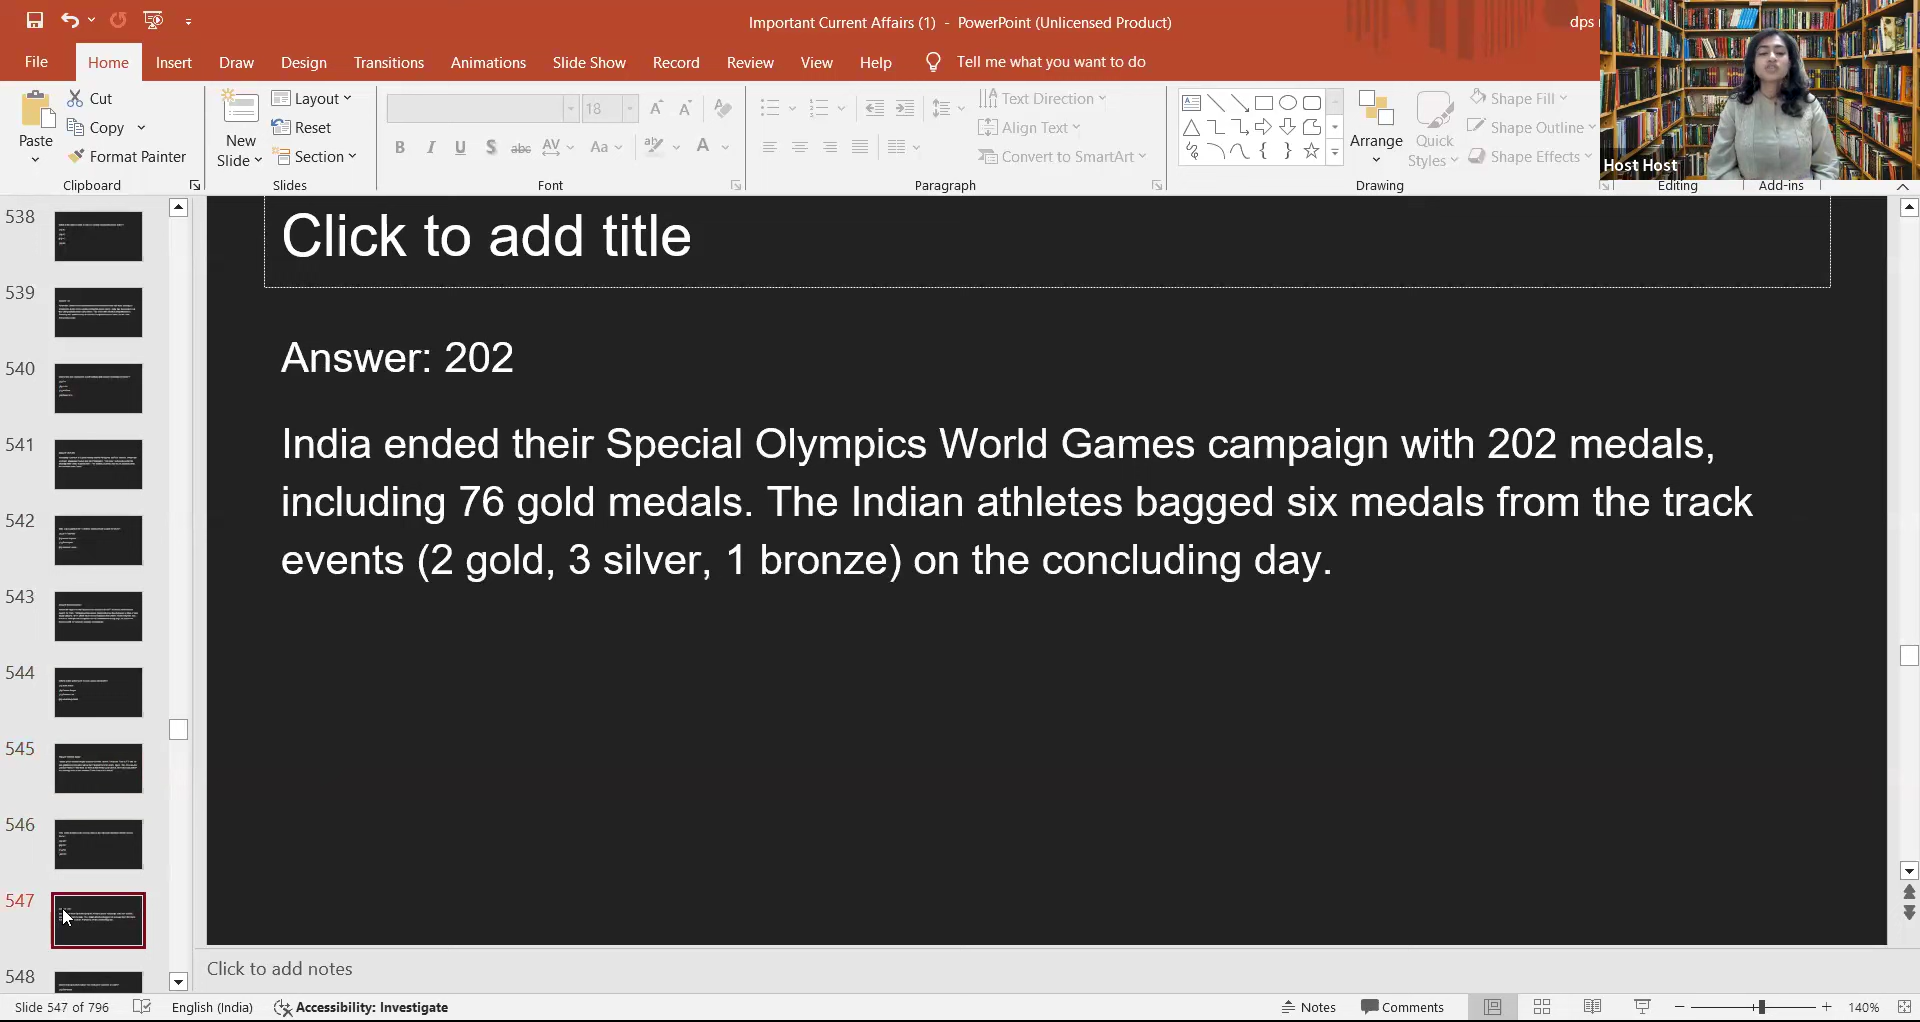 Important Current Affairs (1) - PowerPoint (Unlicensed Product)
dps
File Home Insert Draw Design Transitions Animations Slide Show Record Review View Help Tell me what you want to do
Paste
Cut
Copy
Format Painter
Clipboard
New Slide
Layout
Reset
Section
Slides
18
B I U S abc AV Aa A
Font
Text Direction
Align Text
Convert to SmartArt
Paragraph
Arrange
Quick Styles
Shape Fill
Shape Outline
Shape Effects
Drawing
Editing
Add-ins
Host Host
538
539
540
541
542
543
544
545
546
547
548
Click to add title
Answer: 202
India ended their Special Olympics World Games campaign with 202 medals,
including 76 gold medals. The Indian athletes bagged six medals from the track
events (2 gold, 3 silver, 1 bronze) on the concluding day.
Click to add notes
Slide 547 of 796 English (India) Accessibility: Investigate Notes Comments 140%